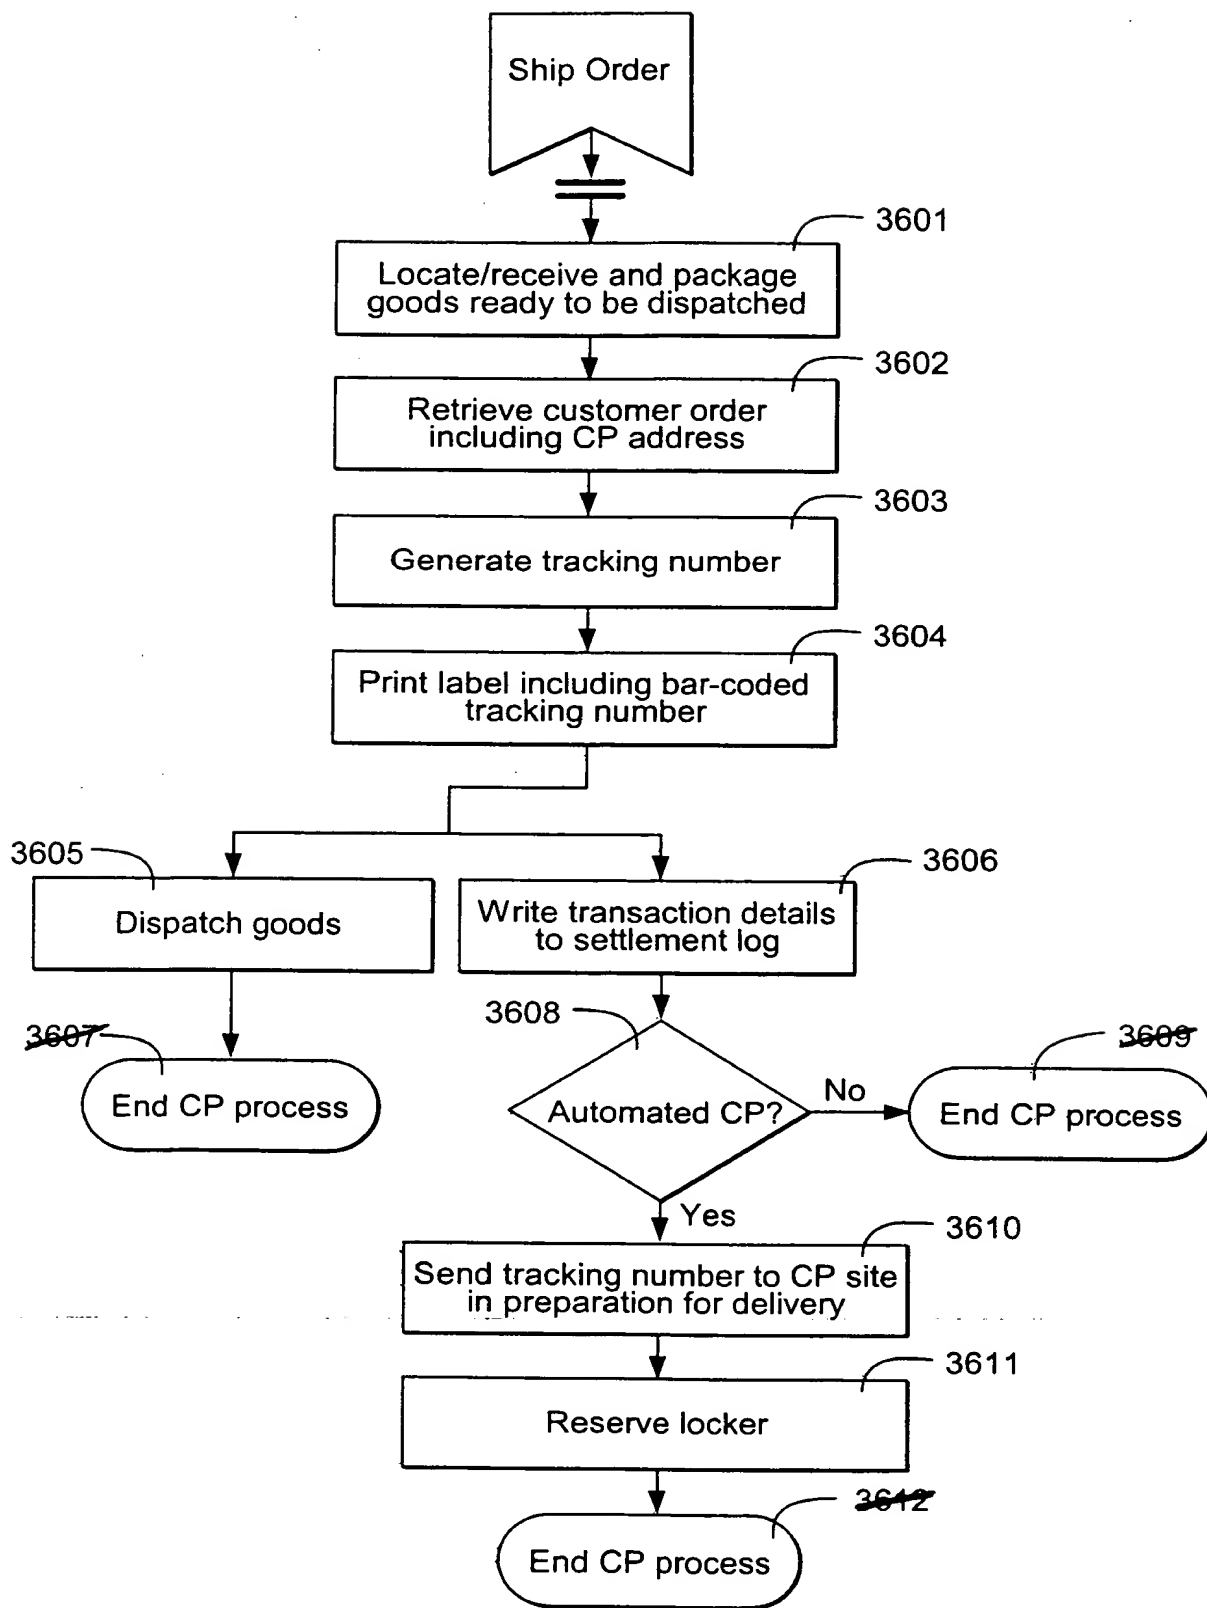 Ship Order
3601
Locate/receive and package
goods ready to be dispatched
3602
Retrieve customer order
including CP address
3603
Generate tracking number
3604
Print label including bar-coded
tracking number
3605
Dispatch goods
3606
Write transaction details
to settlement log
3607
End CP process
3608
Automated CP?
No
3609
End CP process
Yes
3610
Send tracking number to CP site
in preparation for delivery
3611
Reserve locker
3612
End CP process